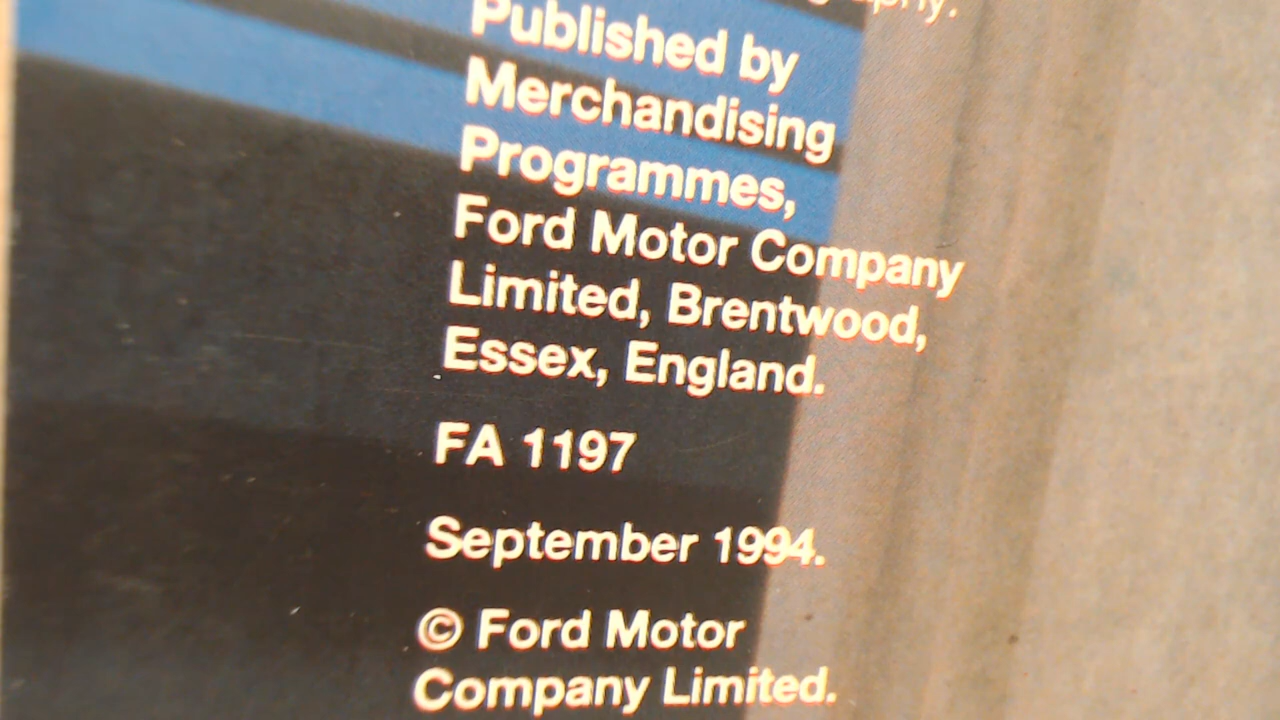 Published by
Merchandising
Programmes,
Ford Motor Company
Limited, Brentwood,
Essex, England.
FA 1197
September 1994.
© Ford Motor
Company Limited.